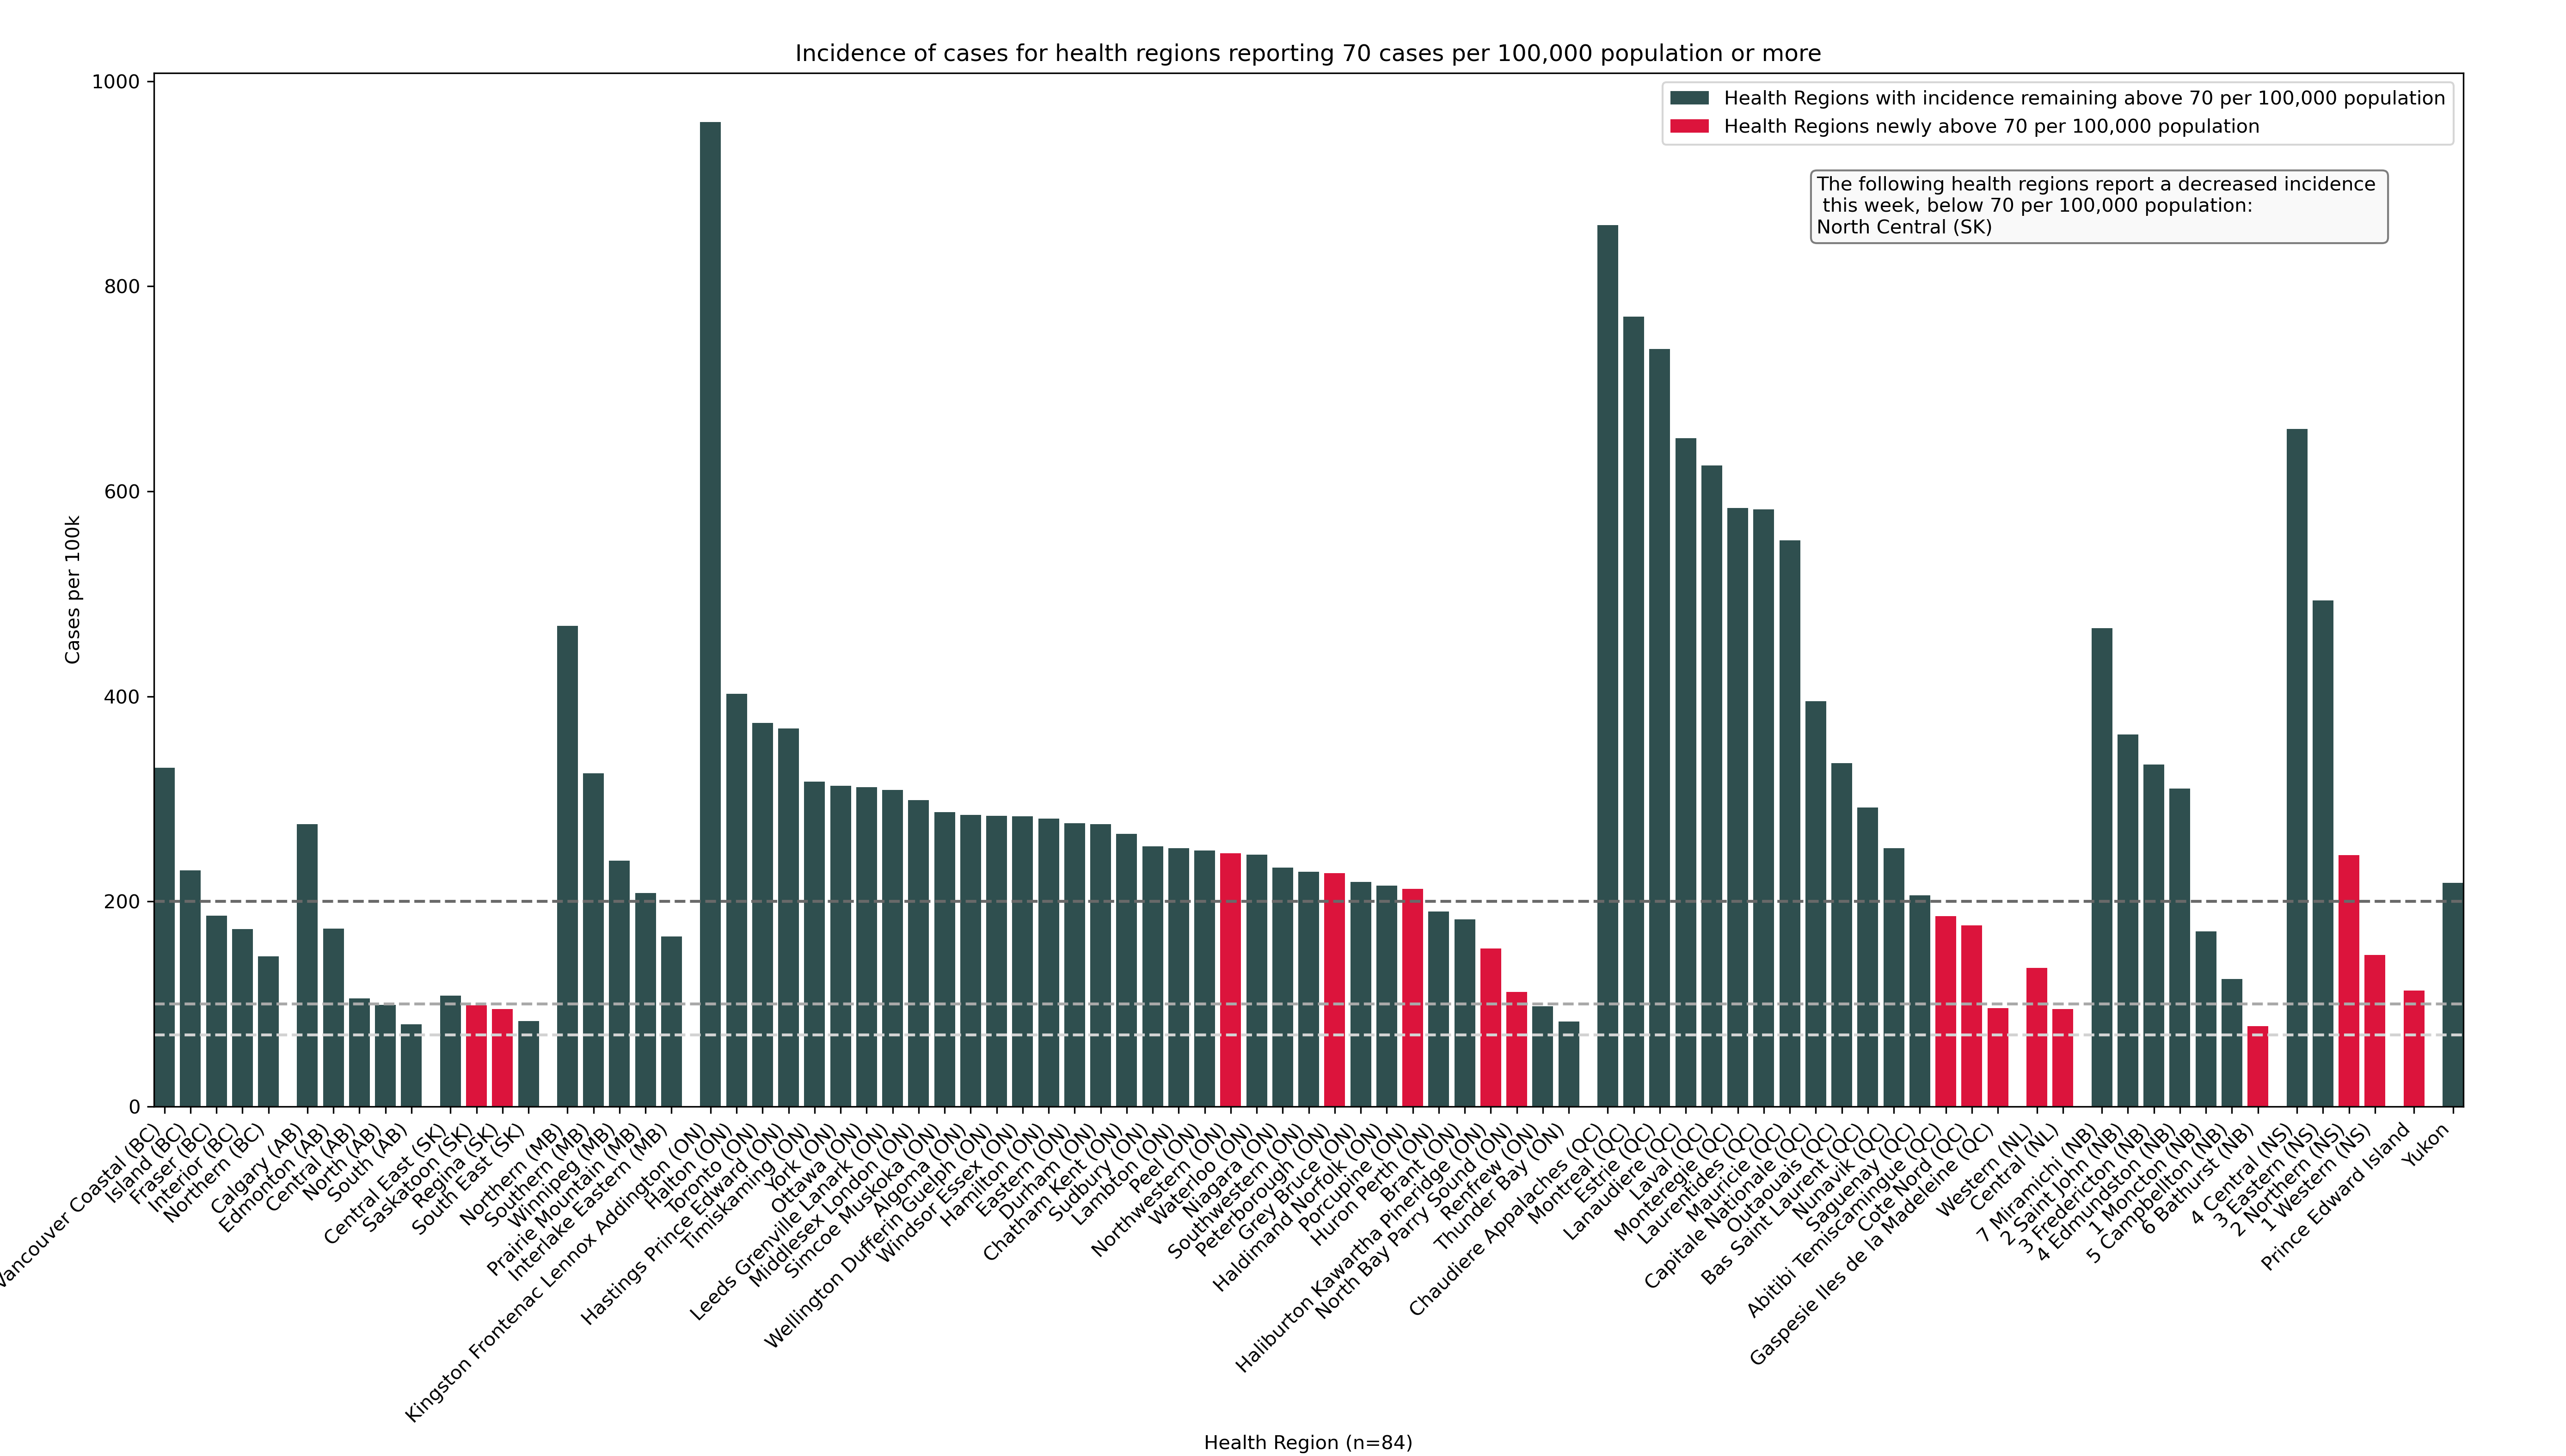 Incidence of cases for health regions reporting 70 cases per 100,000 population or more
Health Regions with incidence remaining above 70 per 100,000 population
Health Regions newly above 70 per 100,000 population
The following health regions report a decreased incidence
this week, below 70 per 100,000 population:
North Central (SK)
Cases per 100k
1000
800
600
400
200
0
Vancouver Coastal (BC)
Island (BC)
Fraser (BC)
Interior (BC)
Northern (BC)
Calgary (AB)
Edmonton (AB)
Central (AB)
North (AB)
South (AB)
Central East (SK)
Saskatoon (SK)
Regina (SK)
South East (SK)
Northern (MB)
Southern (MB)
Winnipeg (MB)
Prairie Mountain (MB)
Interlake Eastern (MB)
Kingston Frontenac Lennox Addington (ON)
Halton (ON)
Toronto (ON)
Hastings Prince Edward (ON)
Timiskaming (ON)
York (ON)
Ottawa (ON)
Leeds Grenville Lanark (ON)
Middlesex London (ON)
Simcoe Muskoka (ON)
Algoma (ON)
Wellington Dufferin Guelph (ON)
Windsor Essex (ON)
Hamilton (ON)
Eastern (ON)
Durham (ON)
Chatham Kent (ON)
Sudbury (ON)
Lambton (ON)
Peel (ON)
Northwestern (ON)
Waterloo (ON)
Niagara (ON)
Southwestern (ON)
Peterborough (ON)
Grey Bruce (ON)
Haldimand Norfolk (ON)
Porcupine (ON)
Huron Perth (ON)
Brant (ON)
Haliburton Kawartha Pineridge (ON)
North Bay Parry Sound (ON)
Renfrew (ON)
Thunder Bay (ON)
Chaudiere Appalaches (QC)
Montreal (QC)
Estrie (QC)
Lanaudiere (QC)
Laval (QC)
Monteregie (QC)
Laurentides (QC)
Mauricie (QC)
Capitale Nationale (QC)
Outaouais (QC)
Bas Saint Laurent (QC)
Nunavik (QC)
Saguenay (QC)
Abitibi Temiscamingue (QC)
Cote Nord (QC)
Gaspesie Iles de la Madeleine (QC)
Western (NL)
Central (NL)
7 Miramichi (NB)
2 Saint John (NB)
3 Fredericton (NB)
4 Edmundston (NB)
1 Moncton (NB)
5 Campbellton (NB)
6 Bathurst (NB)
4 Central (NS)
3 Eastern (NS)
2 Northern (NS)
1 Western (NS)
Prince Edward Island
Yukon
Health Region (n=84)